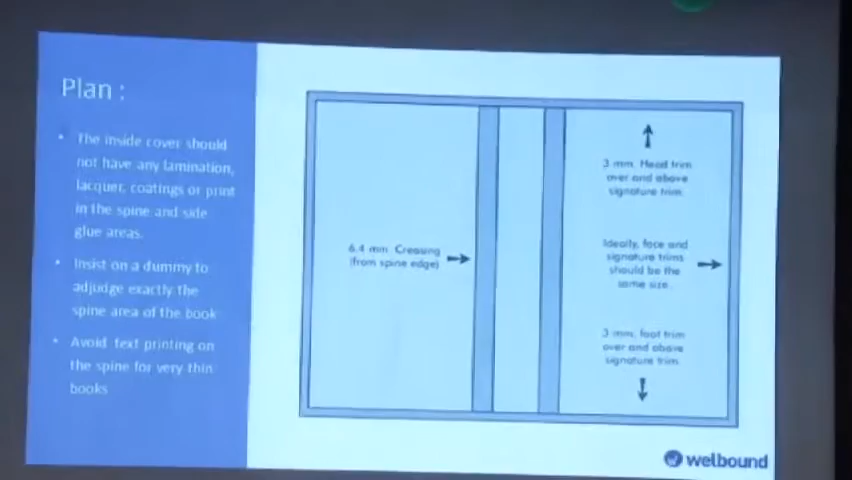 Plan :
• The inside cover should
not have any lamination,
lacquer, coatings or print
in the spine and side
glue areas.
• Insist on a dummy to
adjudge exactly the
spine area of the book
• Avoid text printing on
the spine for very thin
books
6.4 mm. Creasing
(from spine edge)
3 mm. Head trim
over and above
signature trim.
Ideally, face and
signature trims
should be the
same size.
3 mm. foot trim
over and above
signature trim.
welbound